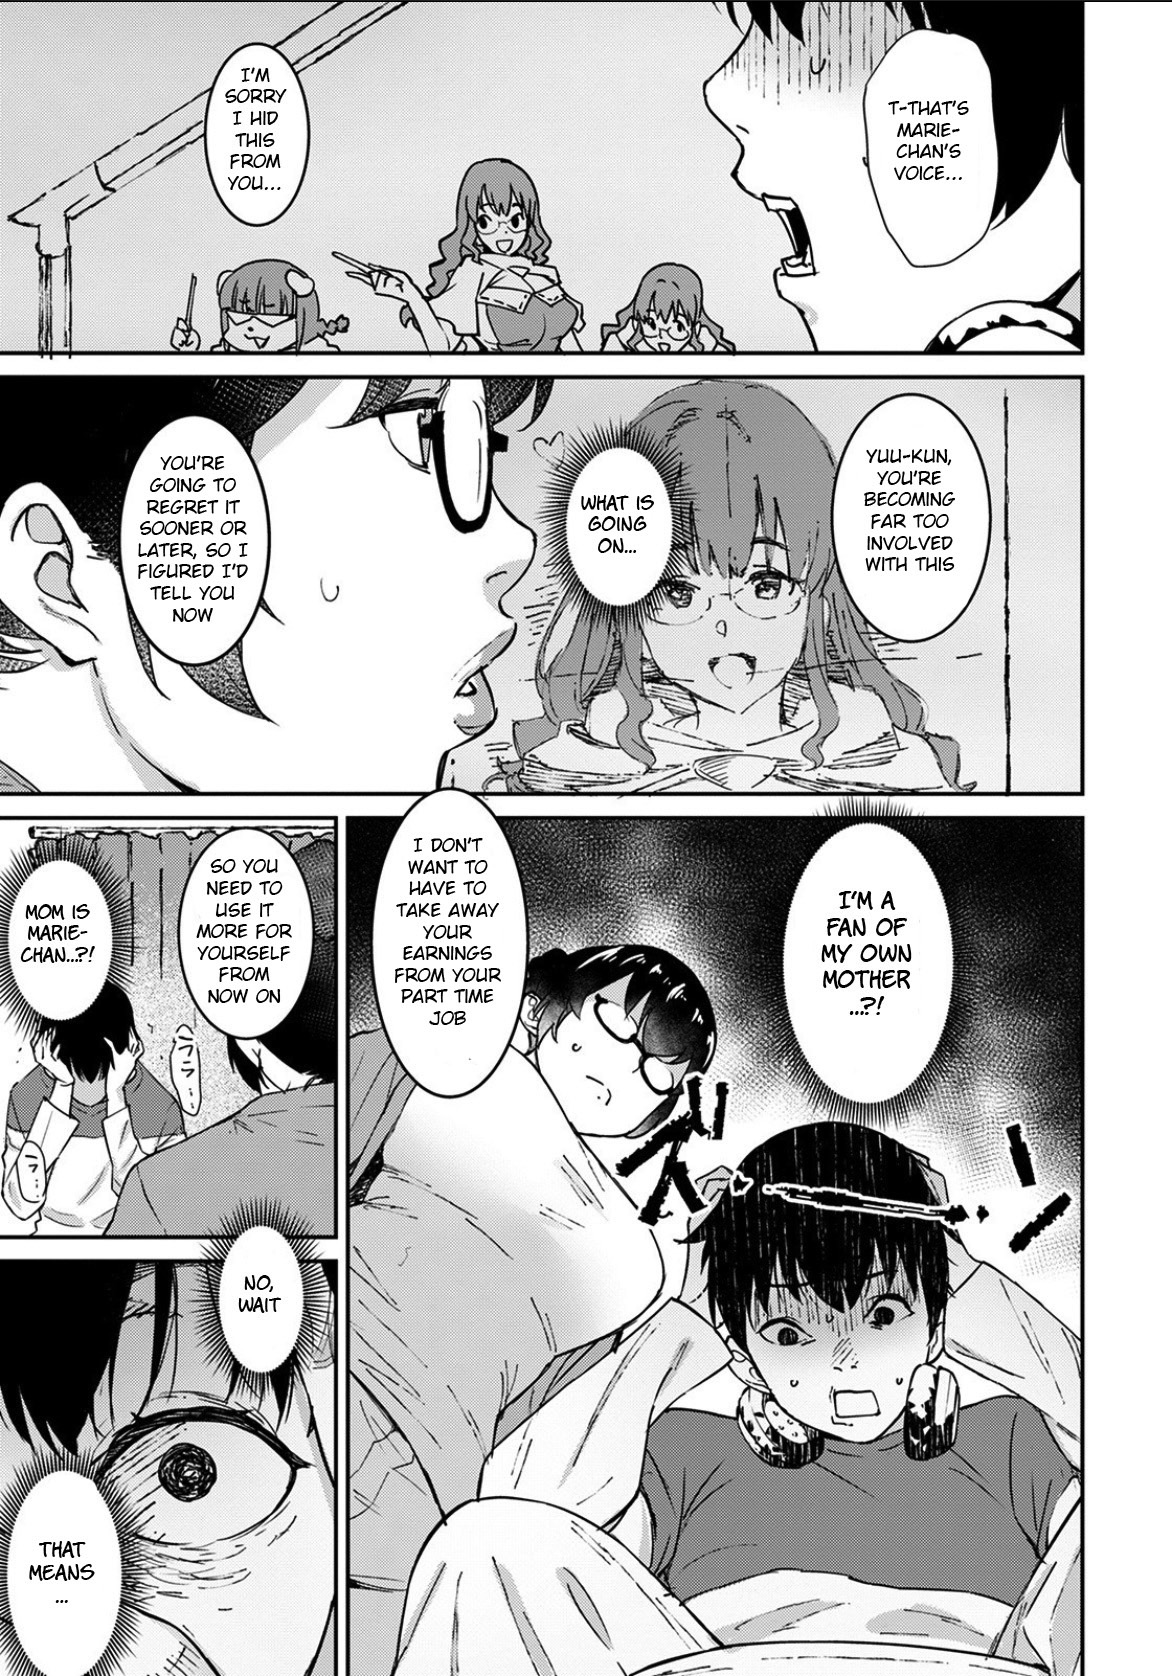 T-THAT'S
MARIE-
CHAN'S
VOICE...
I'M
SORRY
I HID
THIS
FROM
YOU...
YUU-KUN,
YOU'RE
BECOMING
FAR TOO
INVOLVED
WITH THIS
WHAT IS
GOING
ON...
YOU'RE
GOING TO
REGRET IT
SOONER OR
LATER, SO I
FIGURED I'D
TELL YOU
NOW
I'M A
FAN OF
MY OWN
MOTHER
...?!
I DON'T
WANT TO
HAVE TO
TAKE AWAY
YOUR
EARNINGS
FROM YOUR
PART TIME
JOB
ズズーン
SO YOU
NEED TO
USE IT
MORE FOR
YOURSELF
FROM
NOW ON
MOM IS
MARIE-
CHAN...?!
NO,
WAIT
THAT
MEANS
...